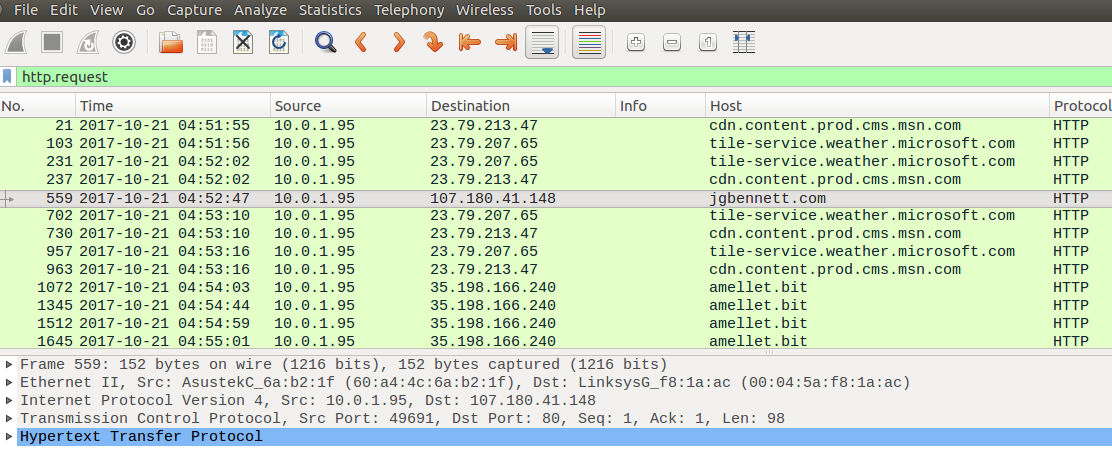 File Edit View Go Capture Analyze Statistics Telephony Wireless Tools Help
http.request
No. Time Source Destination Info Host Protocol
21 2017-10-21 04:51:55 10.0.1.95 23.79.213.47 cdn.content.prod.cms.msn.com HTTP
103 2017-10-21 04:51:56 10.0.1.95 23.79.207.65 tile-service.weather.microsoft.com HTTP
231 2017-10-21 04:52:02 10.0.1.95 23.79.207.65 tile-service.weather.microsoft.com HTTP
237 2017-10-21 04:52:02 10.0.1.95 23.79.213.47 cdn.content.prod.cms.msn.com HTTP
559 2017-10-21 04:52:47 10.0.1.95 107.180.41.148 jgbennett.com HTTP
702 2017-10-21 04:53:10 10.0.1.95 23.79.207.65 tile-service.weather.microsoft.com HTTP
730 2017-10-21 04:53:10 10.0.1.95 23.79.213.47 cdn.content.prod.cms.msn.com HTTP
957 2017-10-21 04:53:16 10.0.1.95 23.79.207.65 tile-service.weather.microsoft.com HTTP
963 2017-10-21 04:53:16 10.0.1.95 23.79.213.47 cdn.content.prod.cms.msn.com HTTP
1072 2017-10-21 04:54:03 10.0.1.95 35.198.166.240 amellet.bit HTTP
1345 2017-10-21 04:54:44 10.0.1.95 35.198.166.240 amellet.bit HTTP
1512 2017-10-21 04:54:59 10.0.1.95 35.198.166.240 amellet.bit HTTP
1645 2017-10-21 04:55:01 10.0.1.95 35.198.166.240 amellet.bit HTTP
Frame 559: 152 bytes on wire (1216 bits), 152 bytes captured (1216 bits)
Ethernet II, Src: AsustekC_6a:b2:1f (60:a4:4c:6a:b2:1f), Dst: LinksysG_f8:1a:ac (00:04:5a:f8:1a:ac)
Internet Protocol Version 4, Src: 10.0.1.95, Dst: 107.180.41.148
Transmission Control Protocol, Src Port: 49691, Dst Port: 80, Seq: 1, Ack: 1, Len: 98
Hypertext Transfer Protocol